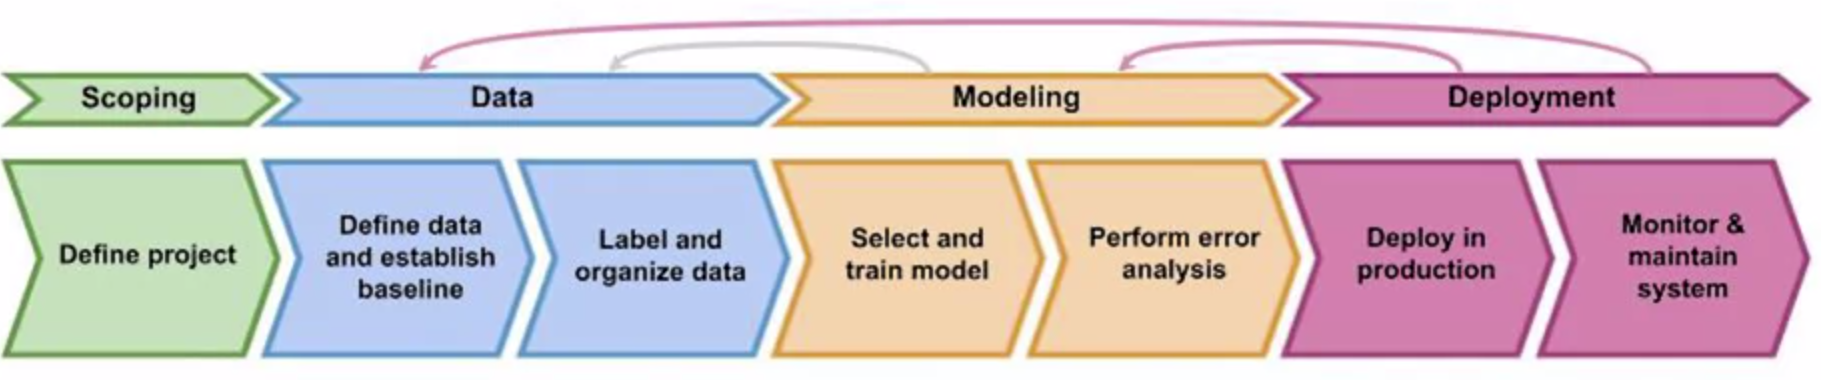 Scoping
Data
Modeling
Deployment
Define project
Define data
and establish
baseline
Label and
organize data
Select and
train model
Perform error
analysis
Deploy in
production
Monitor &
maintain
system